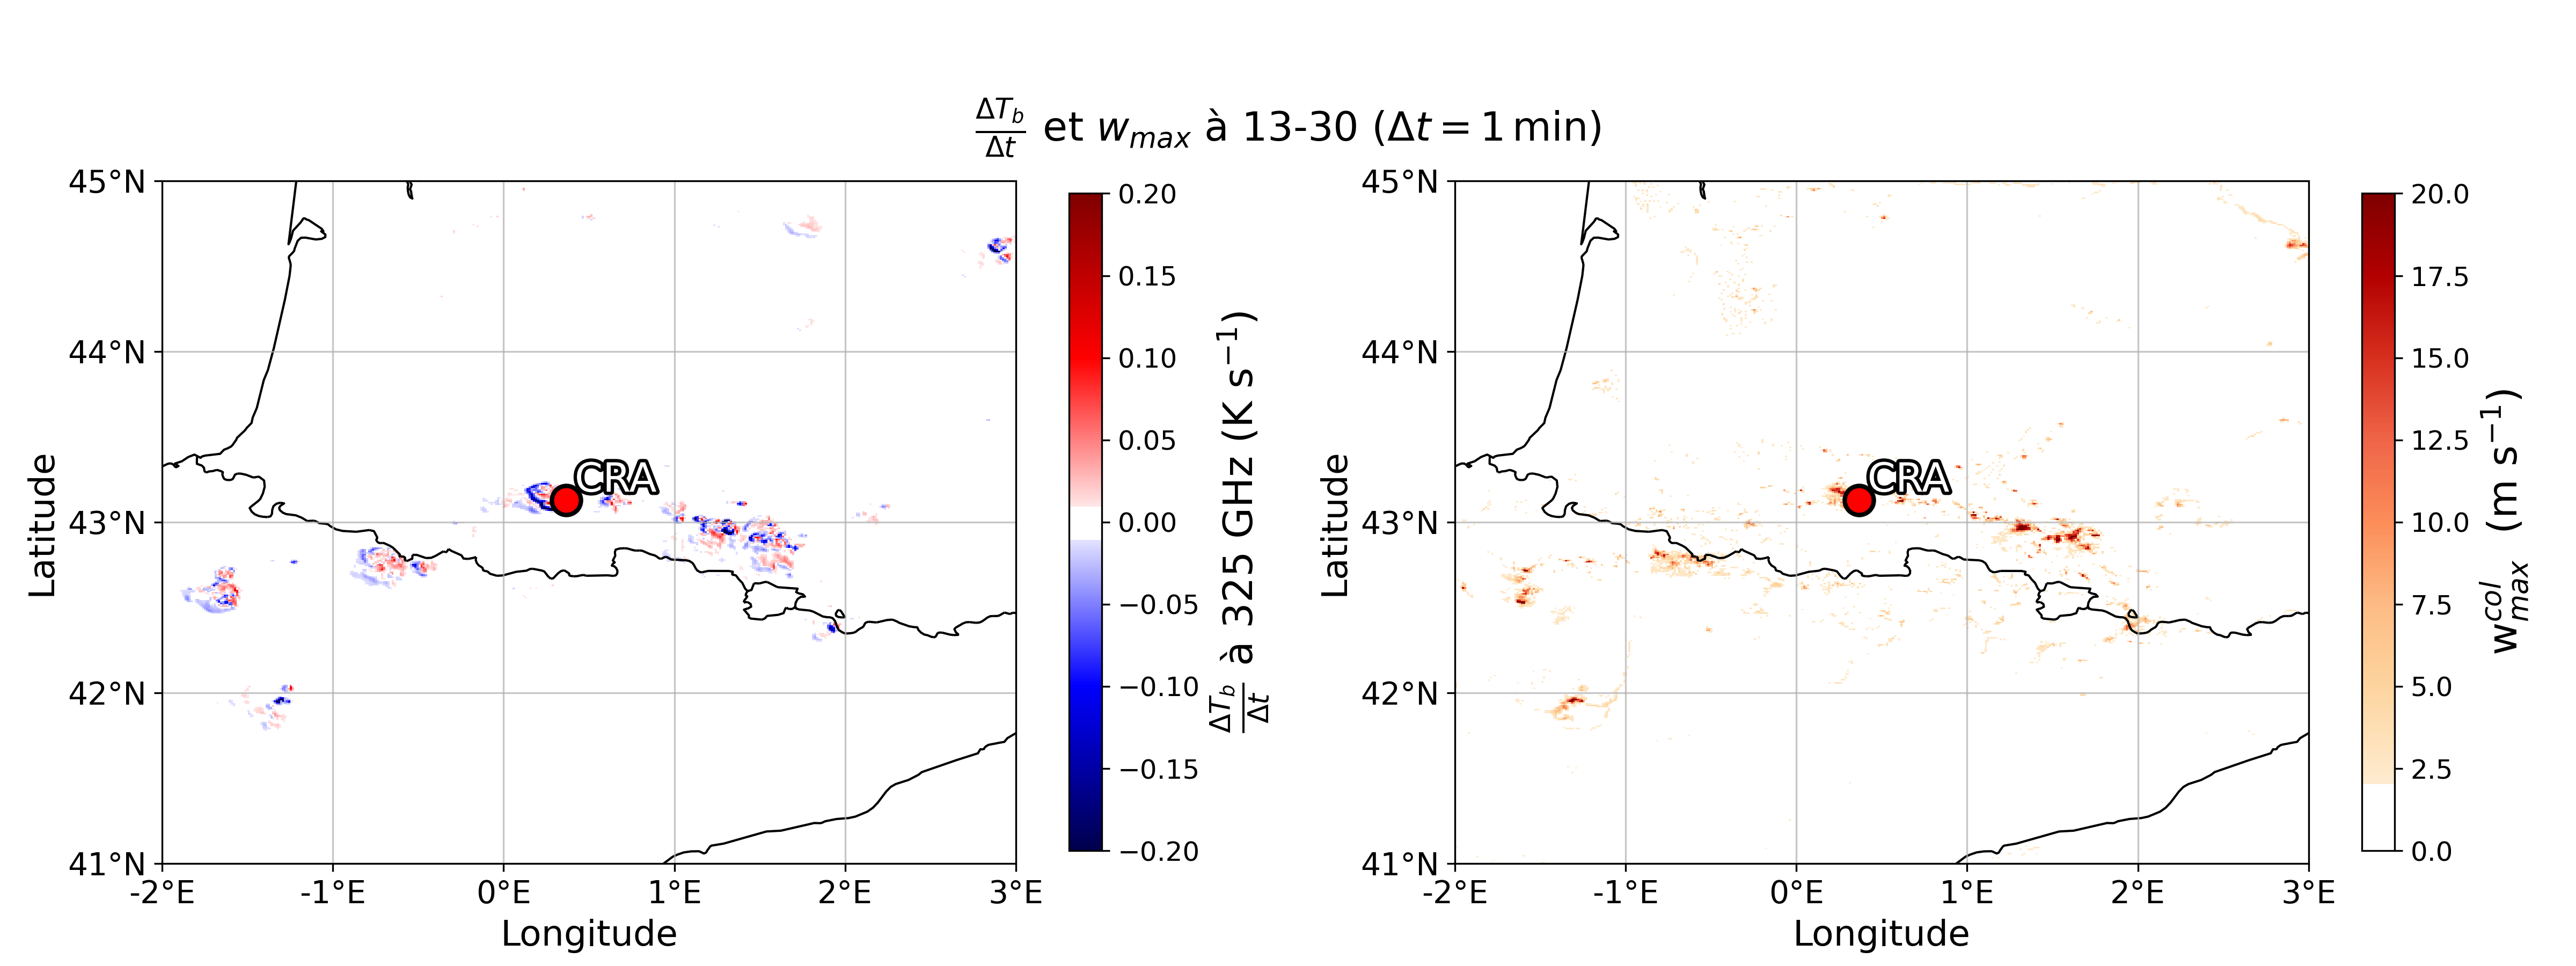 ΔT_b/Δt et w_max à 13-30 (Δt = 1 min)
45°N
44°N
43°N
42°N
41°N
-2°E -1°E 0°E 1°E 2°E 3°E
Longitude
Latitude
CRA
0.20
0.15
0.10
0.05
0.00
−0.05
−0.10
−0.15
−0.20
ΔT_b/Δt à 325 GHz (K s⁻¹)
45°N
44°N
43°N
42°N
41°N
-2°E -1°E 0°E 1°E 2°E 3°E
Longitude
Latitude
CRA
20.0
17.5
15.0
12.5
10.0
7.5
5.0
2.5
0.0
w_max^col (m s⁻¹)